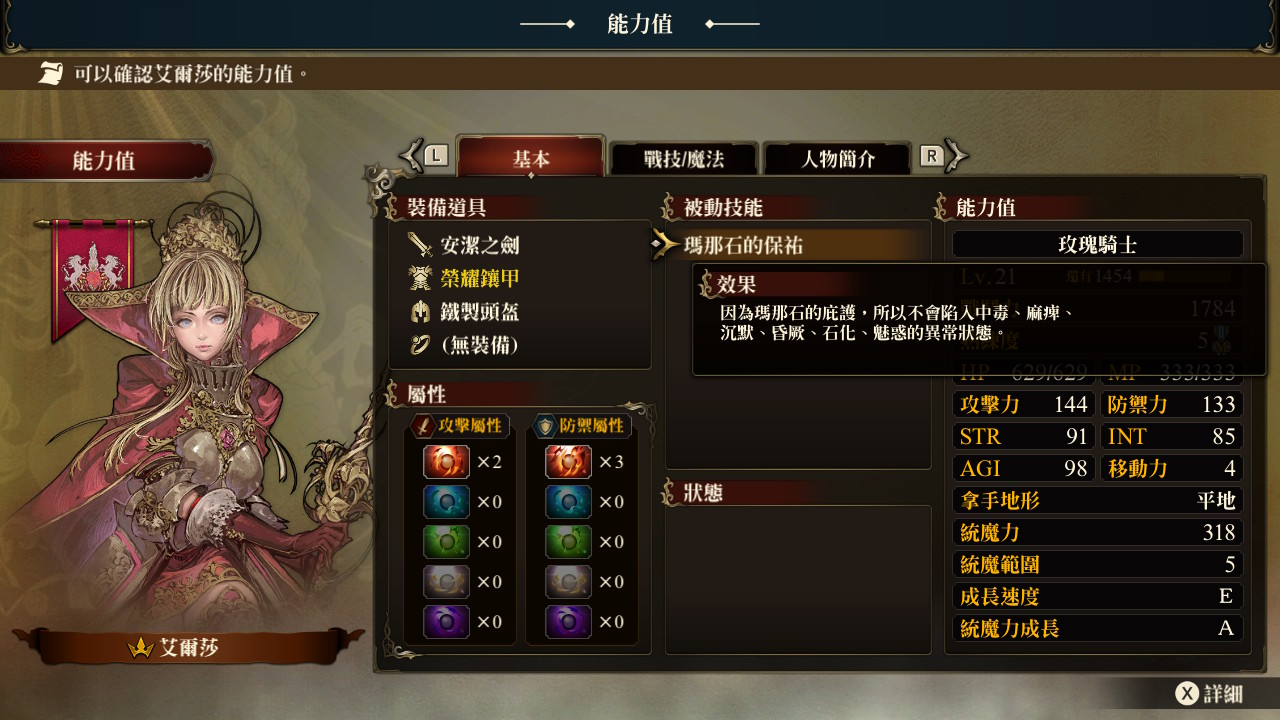 能力值
可以確認艾爾莎的能力值。
能力值
L
基本
戰技/魔法
人物簡介
R
裝備道具
安潔之劍
榮耀鑲甲
鐵製頭盔
(無裝備)
屬性
攻擊屬性
×2
×0
×0
×0
×0
防禦屬性
×3
×0
×0
×0
×0
被動技能
瑪那石的保祐
效果
因為瑪那石的庇護，所以不會陷入中毒、麻痺、
沉默、昏厥、石化、魅惑的異常狀態。
狀態
能力值
玫瑰騎士
Lv.21 還有1454
1784
5
HP 629/629 MP 333/333
攻擊力 144 防禦力 133
STR 91 INT 85
AGI 98 移動力 4
拿手地形 平地
統魔力 318
統魔範圍 5
成長速度 E
統魔力成長 A
艾爾莎
X 詳細